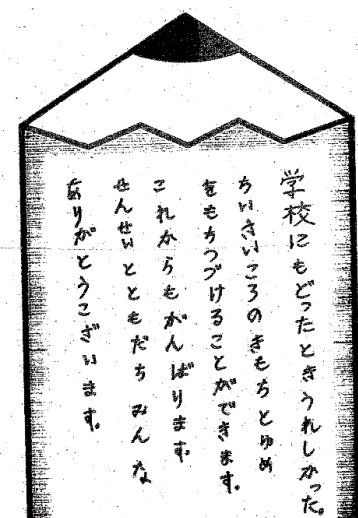 学校にもどったときうれしかった。
ちいさいころのきもちとゆめ
をもちつづけることができます。
これからもがんばります。
せんせいとともだち みんな
ありがとうございます。